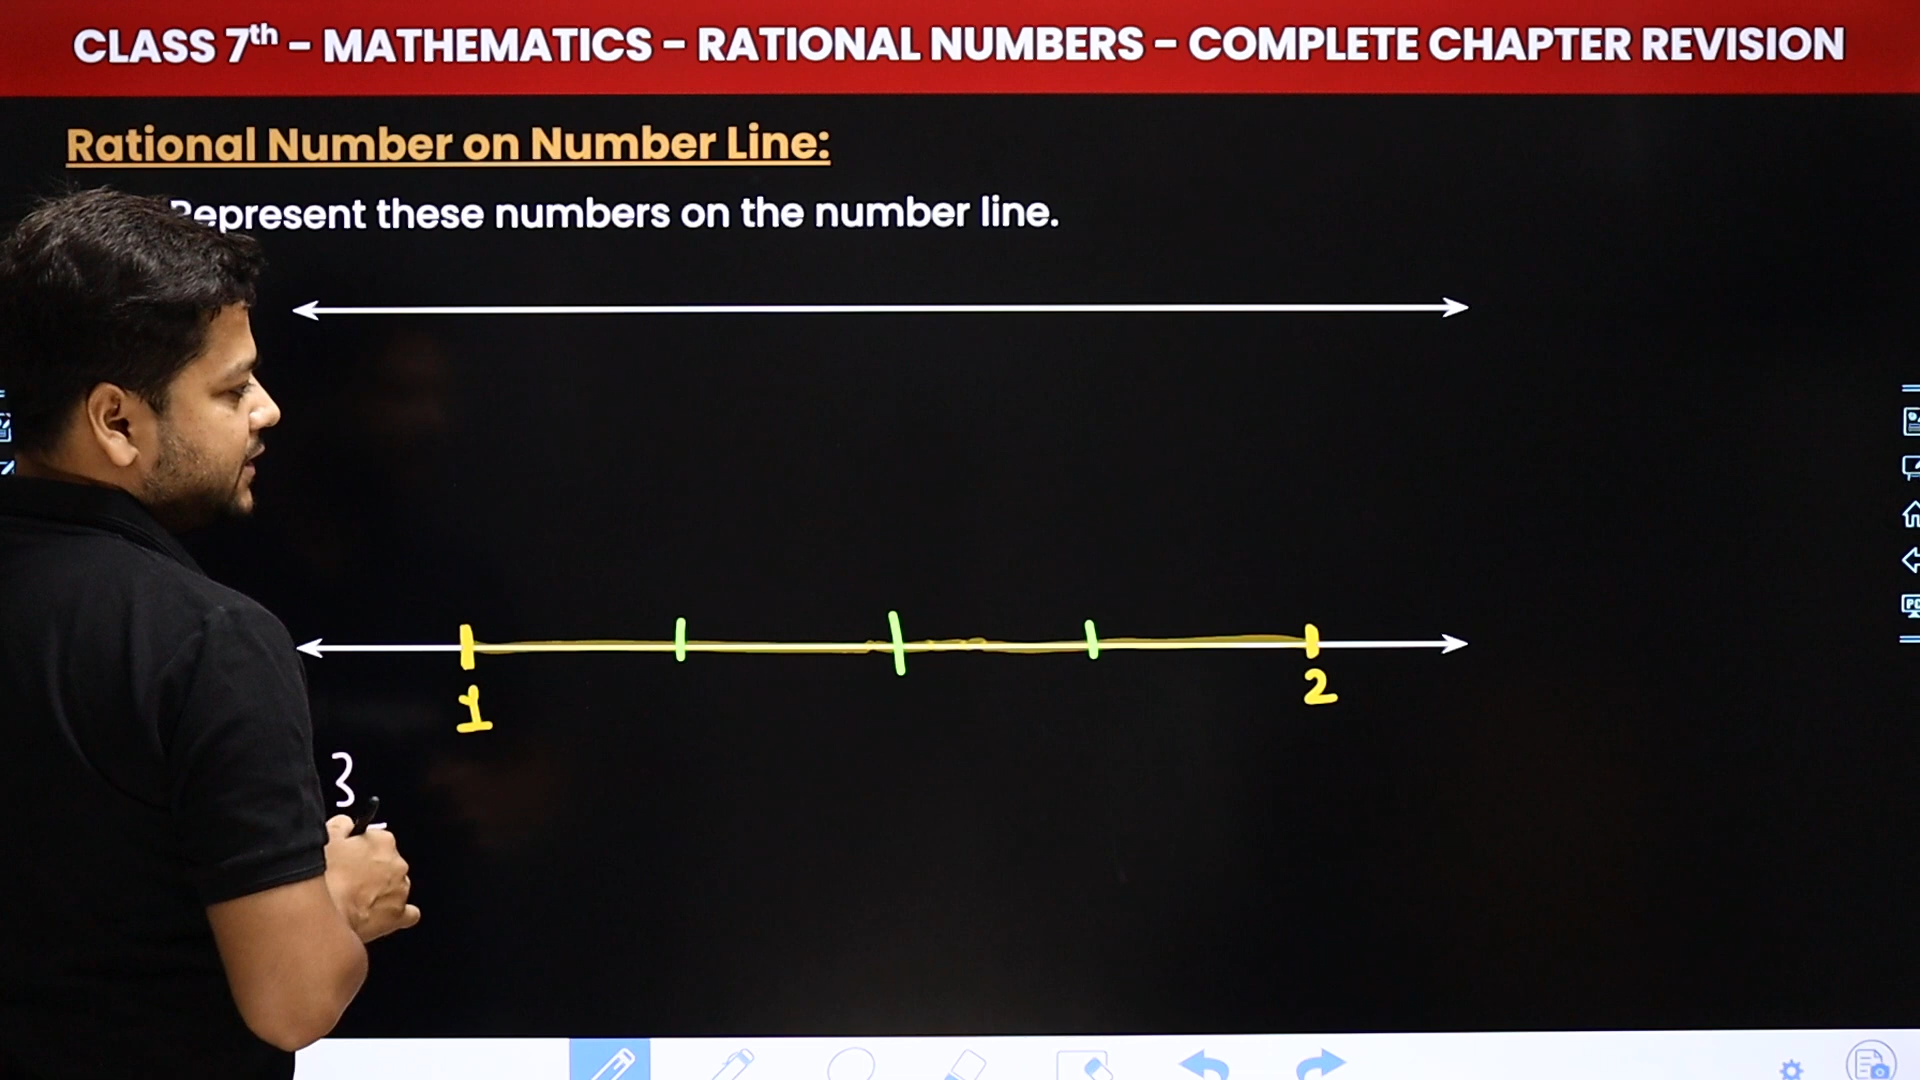 CLASS 7th - MATHEMATICS - RATIONAL NUMBERS - COMPLETE CHAPTER REVISION
Rational Number on Number Line:
Represent these numbers on the number line.
1
2
3